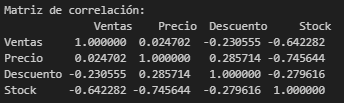 Matriz de correlación:
Ventas Precio Descuento Stock
Ventas 1.000000 0.024702 -0.230555 -0.642282
Precio 0.024702 1.000000 0.285714 -0.745644
Descuento -0.230555 0.285714 1.000000 -0.279616
Stock -0.642282 -0.745644 -0.279616 1.000000